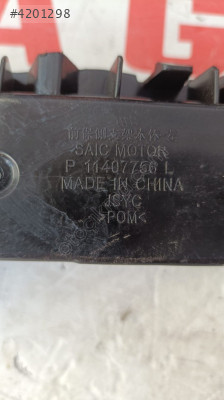 #4201298
SAIC MOTOR
P 11407756 L
MADE IN CHINA
JSYC
>POM<